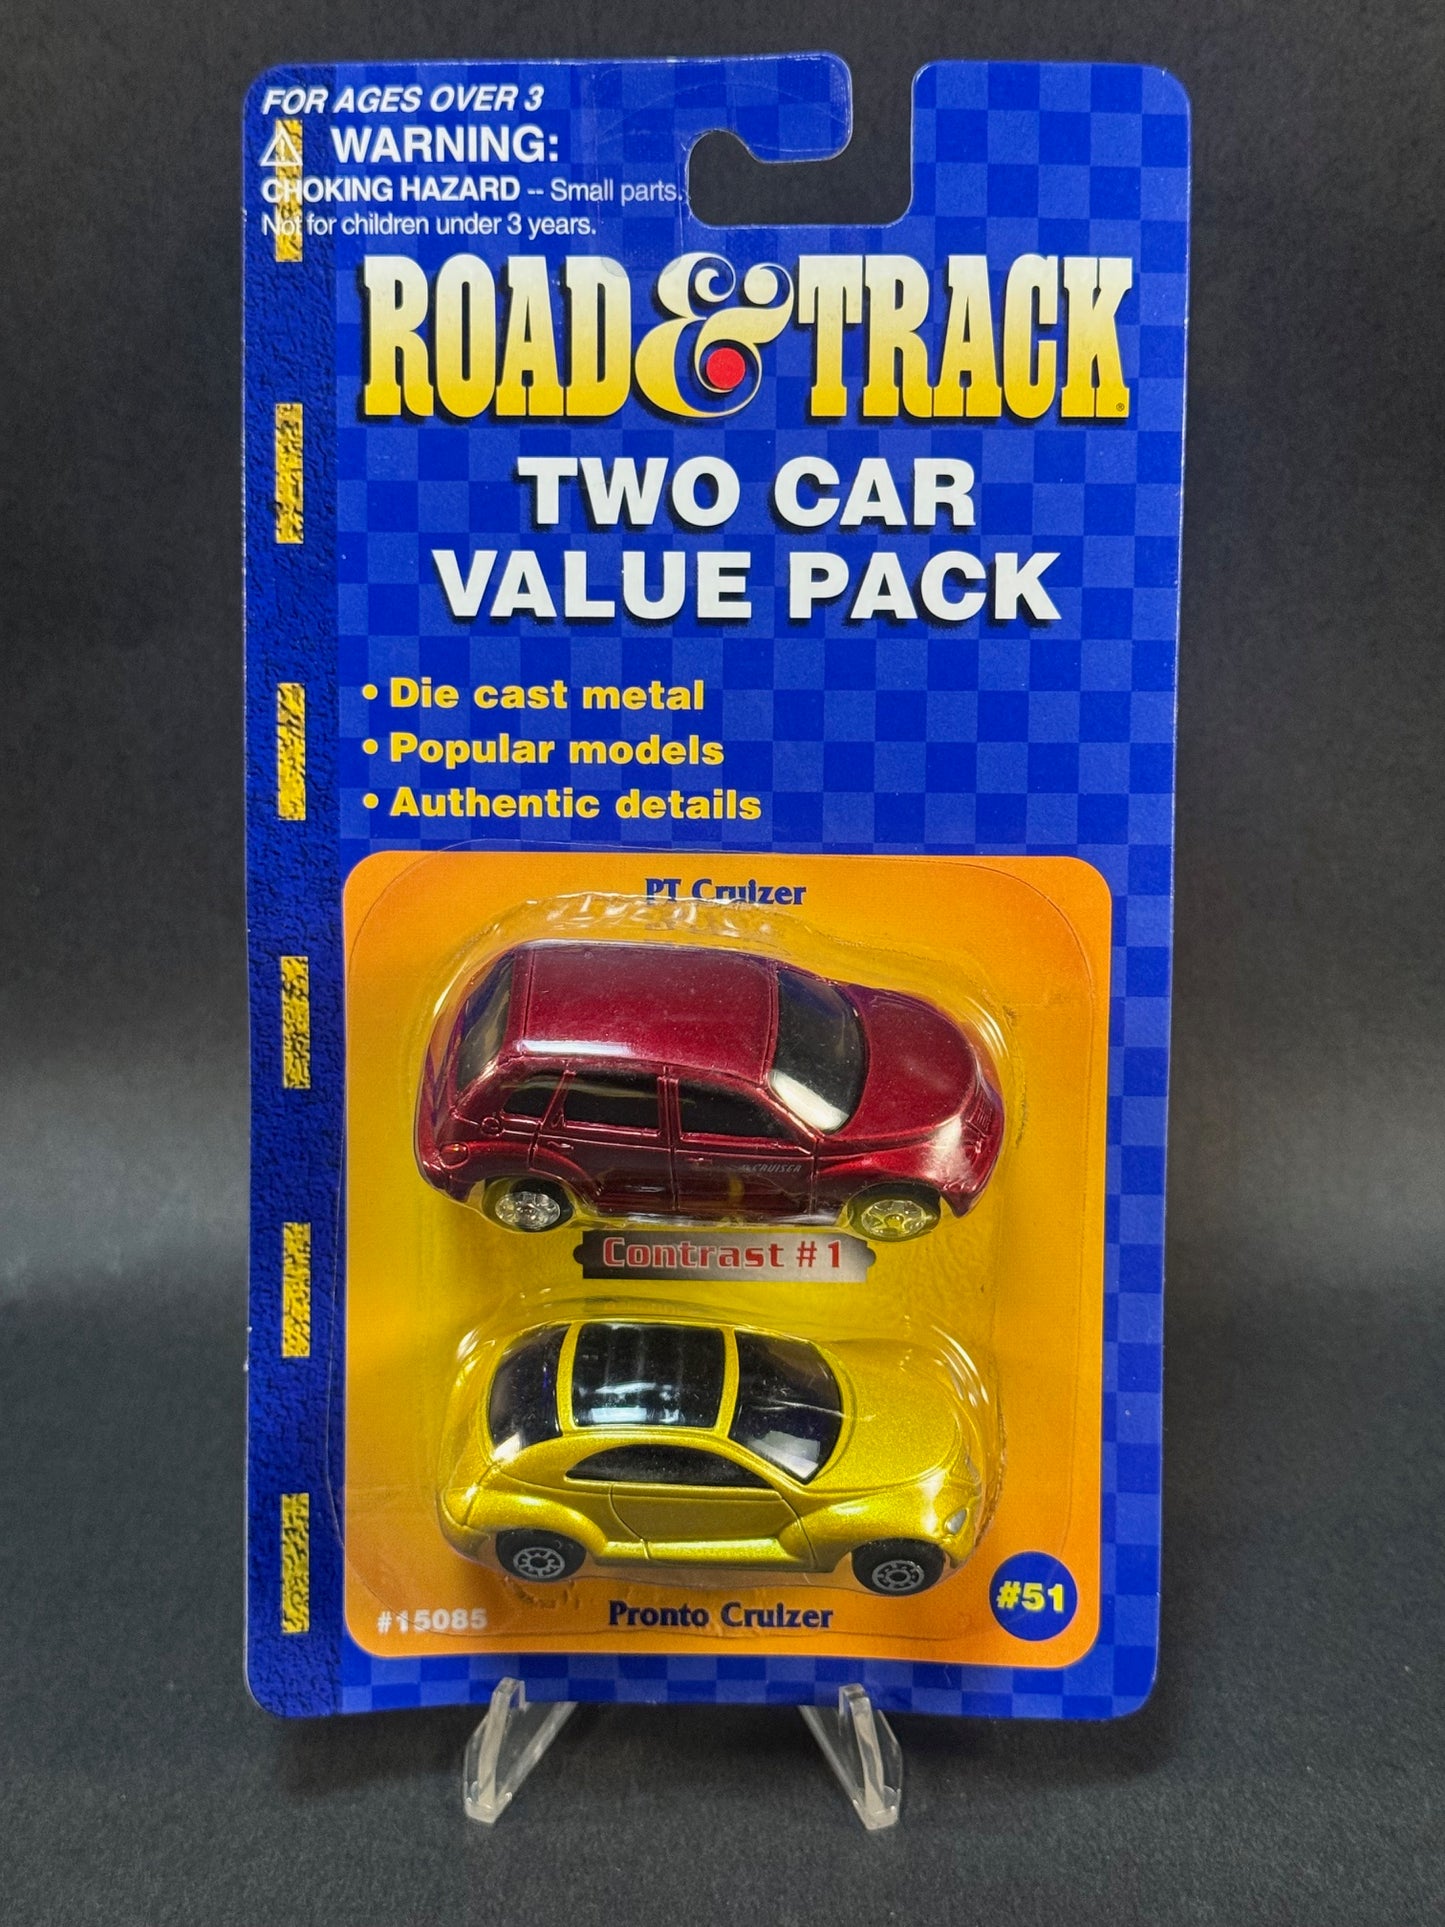 FOR AGES OVER 3
WARNING:
CHOKING HAZARD -- Small parts.
Not for children under 3 years.
ROAD & TRACK®
TWO CAR
VALUE PACK
• Die cast metal
• Popular models
• Authentic details
PT Cruizer
CRUISER
Contrast #1
#51
#15085
Pronto Cruizer